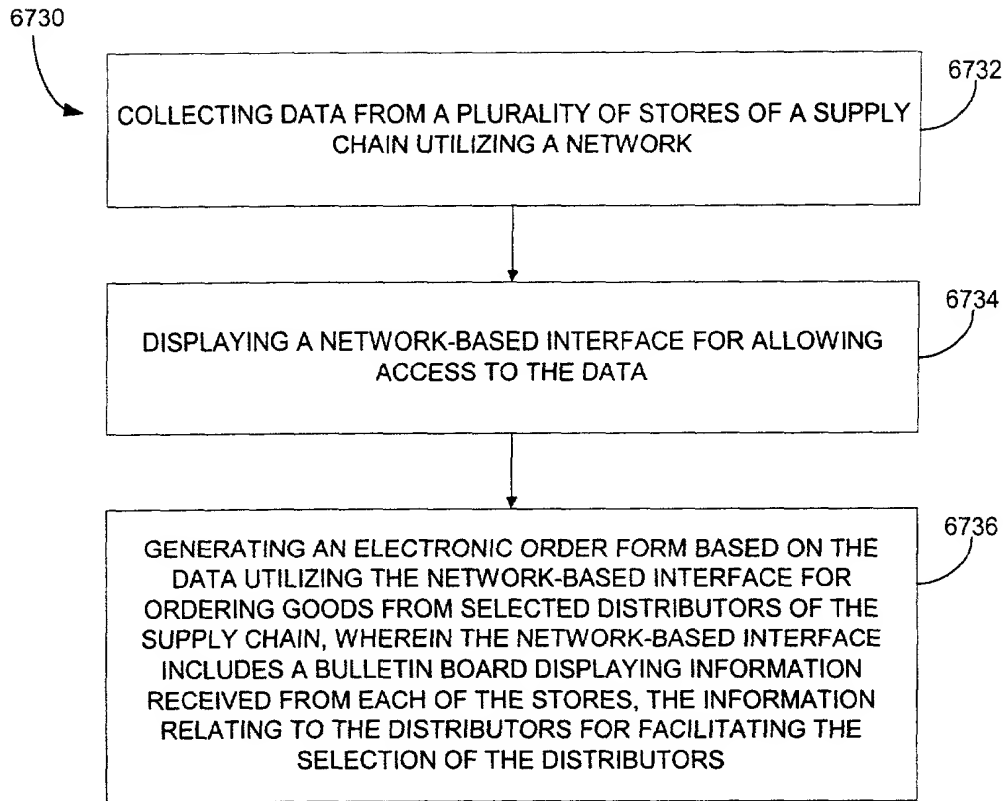 6730
6732
COLLECTING DATA FROM A PLURALITY OF STORES OF A SUPPLY
CHAIN UTILIZING A NETWORK
6734
DISPLAYING A NETWORK-BASED INTERFACE FOR ALLOWING
ACCESS TO THE DATA
6736
GENERATING AN ELECTRONIC ORDER FORM BASED ON THE
DATA UTILIZING THE NETWORK-BASED INTERFACE FOR
ORDERING GOODS FROM SELECTED DISTRIBUTORS OF THE
SUPPLY CHAIN, WHEREIN THE NETWORK-BASED INTERFACE
INCLUDES A BULLETIN BOARD DISPLAYING INFORMATION
RECEIVED FROM EACH OF THE STORES, THE INFORMATION
RELATING TO THE DISTRIBUTORS FOR FACILITATING THE
SELECTION OF THE DISTRIBUTORS